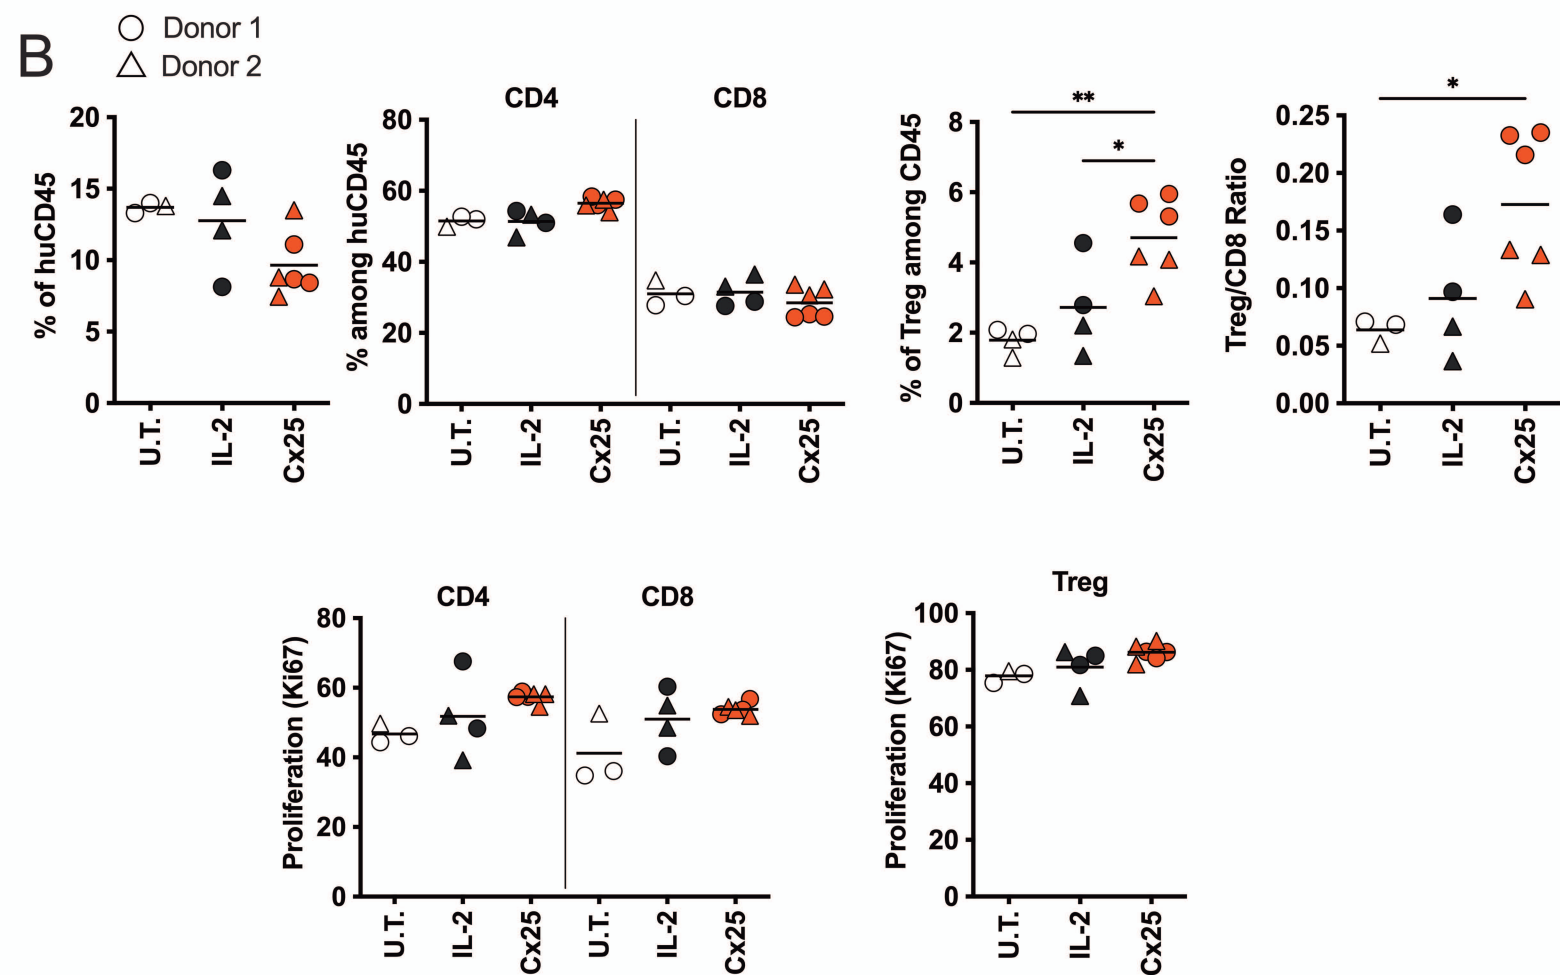 B
Donor 1
Donor 2
% of huCD45
20
15
10
5
0
U.T.
IL-2
Cx25
% among huCD45
CD4
CD8
80
60
40
20
0
U.T.
IL-2
Cx25
U.T.
IL-2
Cx25
% of Treg among CD45
**
*
8
6
4
2
0
U.T.
IL-2
Cx25
Treg/CD8 Ratio
*
0.25
0.20
0.15
0.10
0.05
0.00
U.T.
IL-2
Cx25
Proliferation (Ki67)
CD4
CD8
80
60
40
20
0
U.T.
IL-2
Cx25
U.T.
IL-2
Cx25
Proliferation (Ki67)
Treg
100
80
60
40
20
0
U.T.
IL-2
Cx25